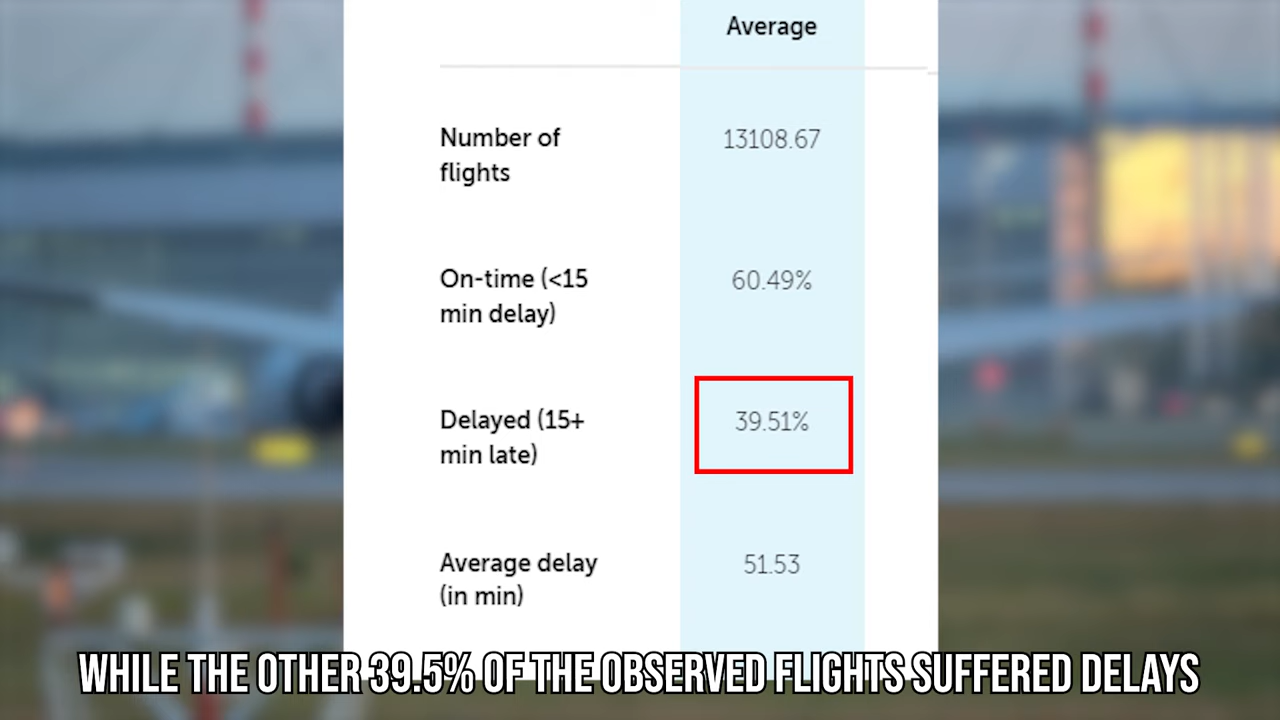 Average
Number of
flights
13108.67
On-time (<15
min delay)
60.49%
Delayed (15+
min late)
39.51%
Average delay
(in min)
51.53
WHILE THE OTHER 39.5% OF THE OBSERVED FLIGHTS SUFFERED DELAYS